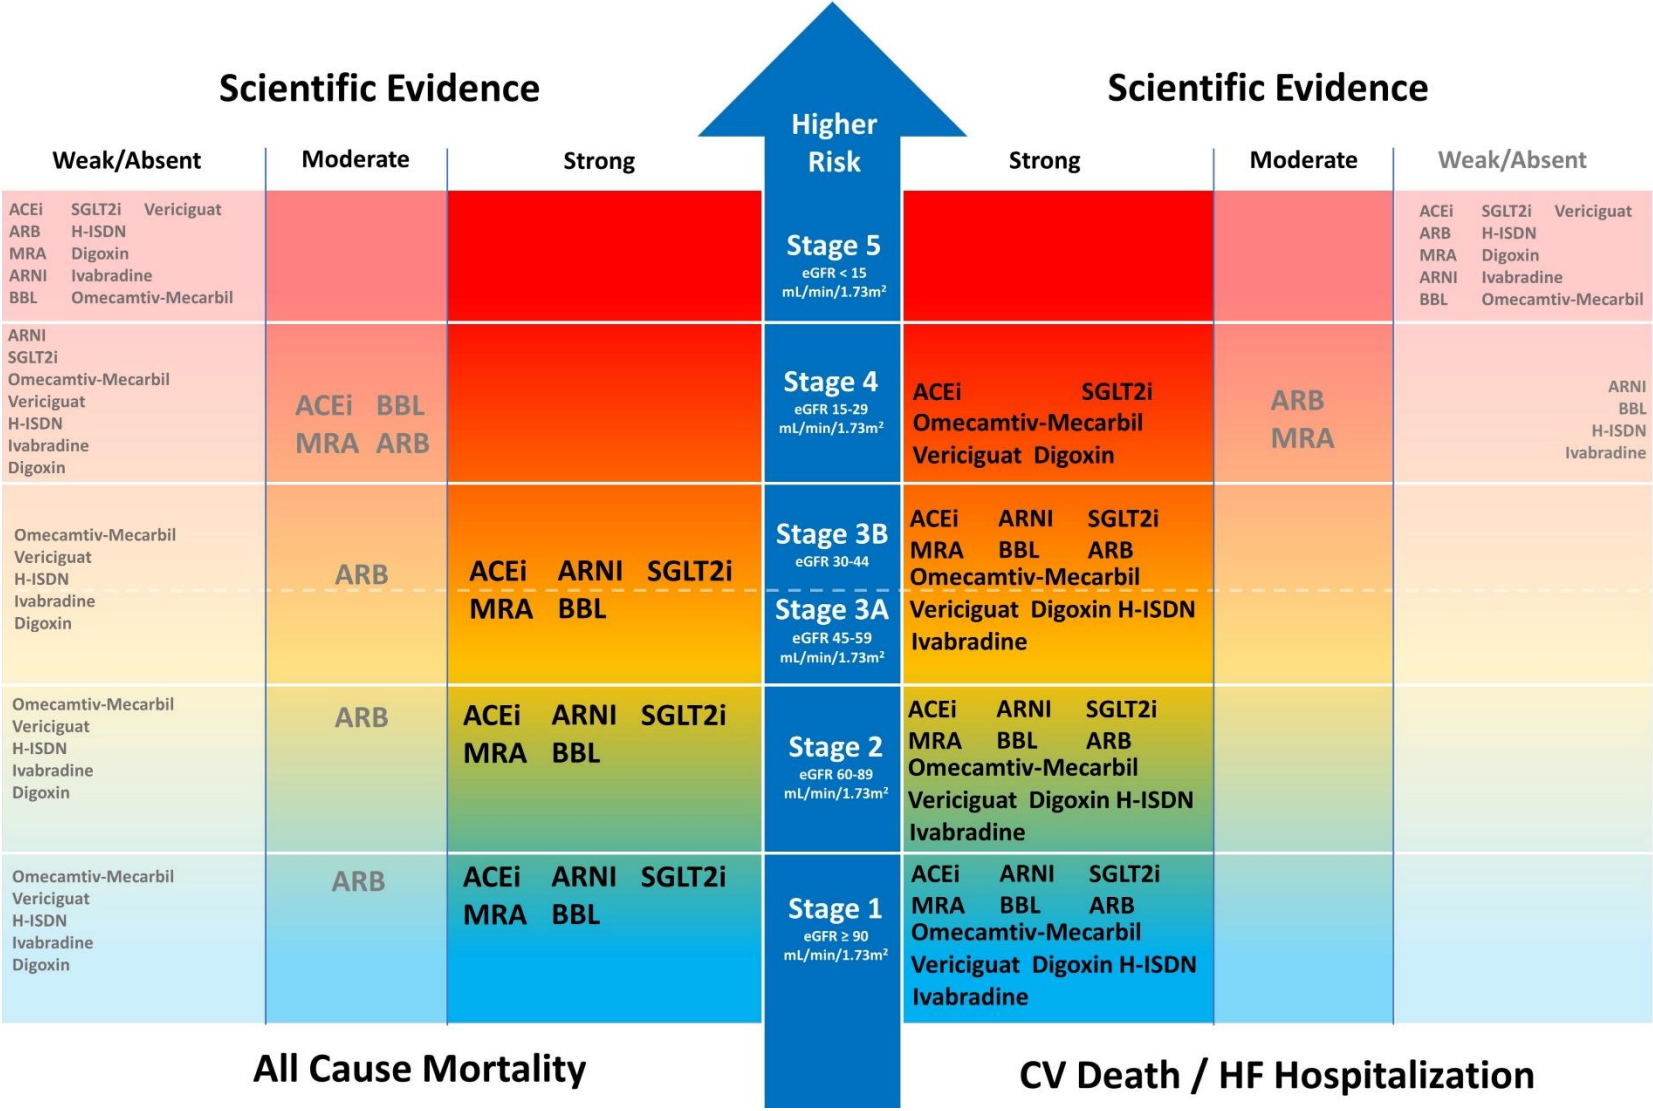 Scientific Evidence
Scientific Evidence
Higher
Risk
Weak/Absent Moderate Strong
Strong Moderate Weak/Absent
ACEi SGLT2i Vericiguat
ARB H-ISDN
MRA Digoxin
ARNI Ivabradine
BBL Omecamtiv-Mecarbil
Stage 5
eGFR < 15
mL/min/1.73m²
ACEi SGLT2i Vericiguat
ARB H-ISDN
MRA Digoxin
ARNI Ivabradine
BBL Omecamtiv-Mecarbil
ARNI
SGLT2i
Omecamtiv-Mecarbil
Vericiguat
H-ISDN
Ivabradine
Digoxin
ACEi BBL
MRA ARB
Stage 4
eGFR 15-29
mL/min/1.73m²
ACEi SGLT2i
Omecamtiv-Mecarbil
Vericiguat Digoxin
ARB
MRA
ARNI
BBL
H-ISDN
Ivabradine
Omecamtiv-Mecarbil
Vericiguat
H-ISDN
Ivabradine
Digoxin
ARB
ACEi ARNI SGLT2i
MRA BBL
Stage 3B
eGFR 30-44
Stage 3A
eGFR 45-59
mL/min/1.73m²
ACEi ARNI SGLT2i
MRA BBL ARB
Omecamtiv-Mecarbil
Vericiguat Digoxin H-ISDN
Ivabradine
Omecamtiv-Mecarbil
Vericiguat
H-ISDN
Ivabradine
Digoxin
ARB
ACEi ARNI SGLT2i
MRA BBL
Stage 2
eGFR 60-89
mL/min/1.73m²
ACEi ARNI SGLT2i
MRA BBL ARB
Omecamtiv-Mecarbil
Vericiguat Digoxin H-ISDN
Ivabradine
Omecamtiv-Mecarbil
Vericiguat
H-ISDN
Ivabradine
Digoxin
ARB
ACEi ARNI SGLT2i
MRA BBL
Stage 1
eGFR ≥ 90
mL/min/1.73m²
ACEi ARNI SGLT2i
MRA BBL ARB
Omecamtiv-Mecarbil
Vericiguat Digoxin H-ISDN
Ivabradine
All Cause Mortality
CV Death / HF Hospitalization